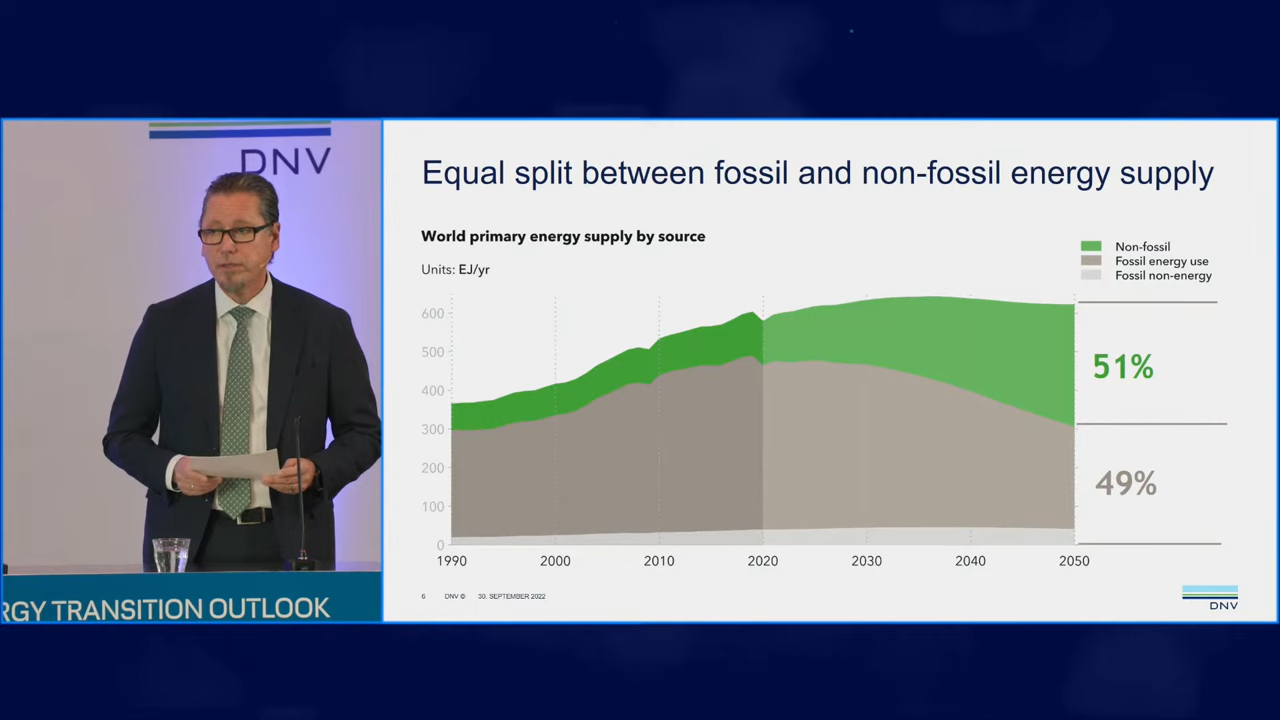 DNV
RGY TRANSITION OUTLOOK
Equal split between fossil and non-fossil energy supply
World primary energy supply by source
Units: EJ/yr
Non-fossil
Fossil energy use
Fossil non-energy
600
500
400
300
200
100
0
1990 2000 2010 2020 2030 2040 2050
51%
49%
6 DNV © 30. SEPTEMBER 2022
DNV